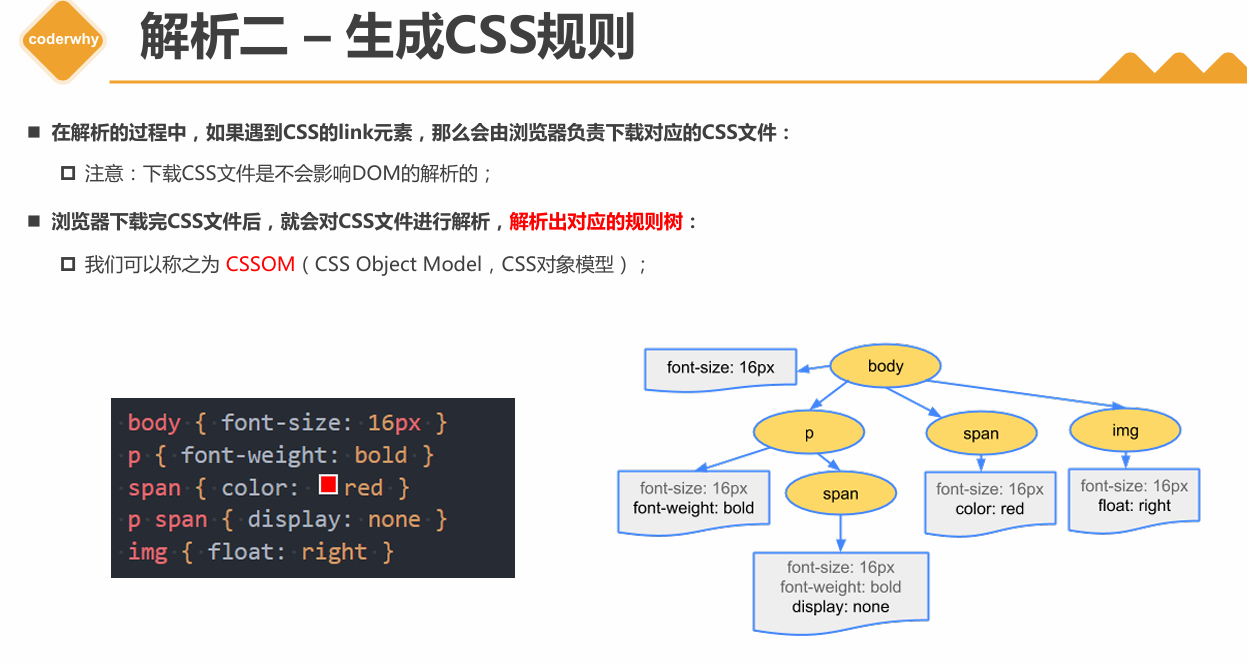 coderwhy
解析二 – 生成CSS规则
在解析的过程中，如果遇到CSS的link元素，那么会由浏览器负责下载对应的CSS文件：
注意：下载CSS文件是不会影响DOM的解析的；
浏览器下载完CSS文件后，就会对CSS文件进行解析，解析出对应的规则树：
我们可以称之为 CSSOM（CSS Object Model，CSS对象模型）；
body { font-size: 16px }
p { font-weight: bold }
span { color: red }
p span { display: none }
img { float: right }
font-size: 16px
body
p
span
img
font-size: 16px
font-weight: bold
span
font-size: 16px
color: red
font-size: 16px
float: right
font-size: 16px
font-weight: bold
display: none